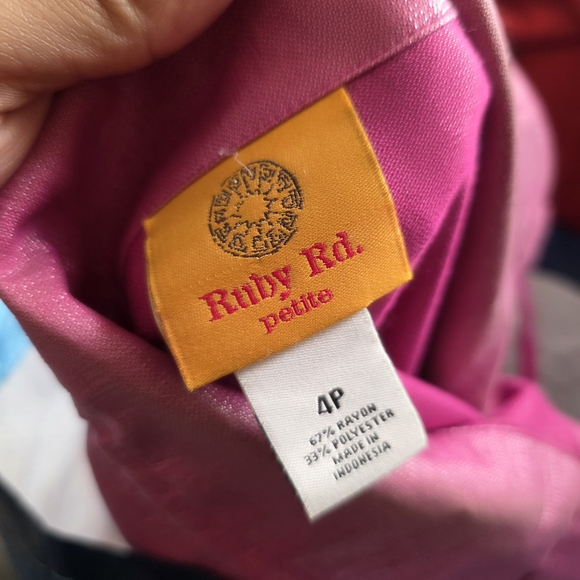 Ruby Rd.
petite
4P
67% RAYON
33% POLYESTER
MADE IN
INDONESIA